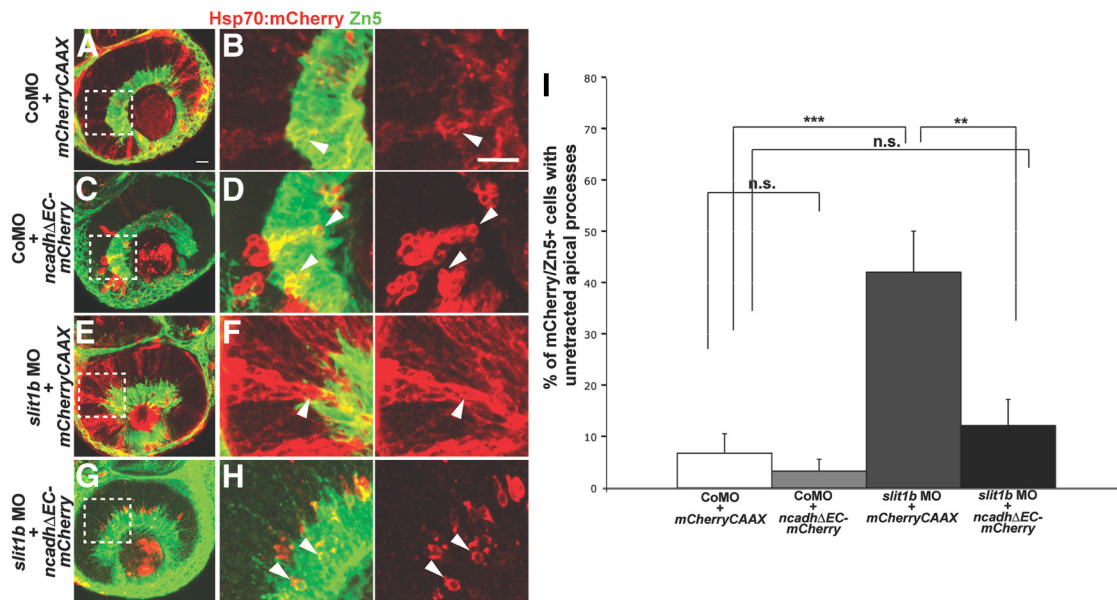 Hsp70:mCherry Zn5
CoMO
+
mCherryCAAX
A
B
CoMO
+
ncadhΔEC-
mCherry
C
D
slit1b MO
+
mCherryCAAX
E
F
slit1b MO
+
ncadhΔEC-
mCherry
G
H
I
% of mCherry/Zn5+ cells with
unretracted apical processes
80
70
60
50
40
30
20
10
0
***
**
n.s.
n.s.
CoMO
+
mCherryCAAX
CoMO
+
ncadhΔEC-
mCherry
slit1b MO
+
mCherryCAAX
slit1b MO
+
ncadhΔEC-
mCherry